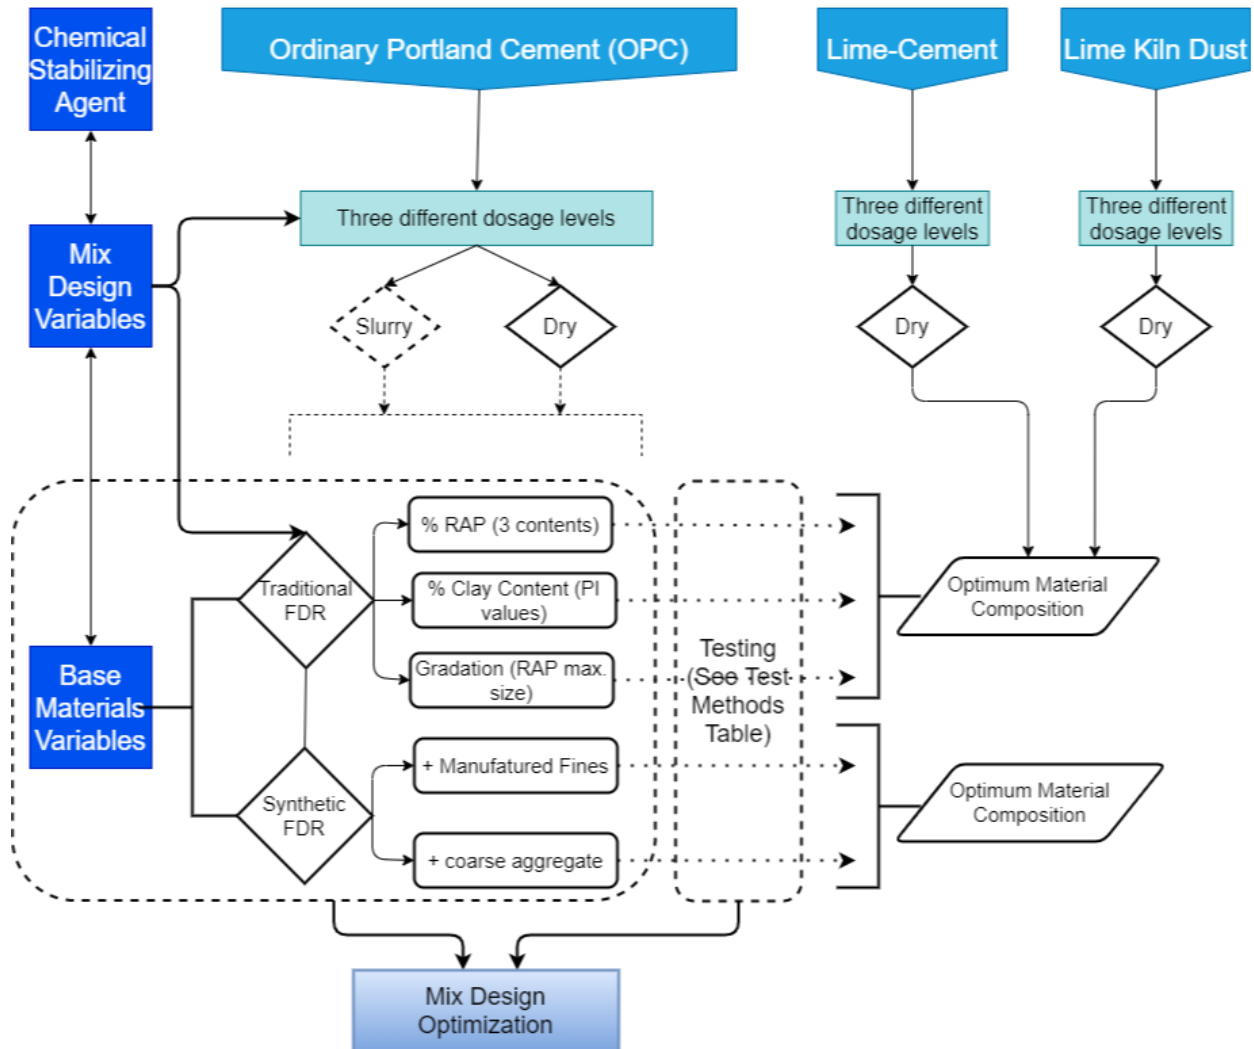 Chemical
Stabilizing
Agent
Ordinary Portland Cement (OPC)
Lime-Cement
Lime Kiln Dust
Mix
Design
Variables
Three different dosage levels
Three different
dosage levels
Three different
dosage levels
Slurry
Dry
Dry
Dry
Base
Materials
Variables
Traditional
FDR
% RAP (3 contents)
% Clay Content (PI
values)
Gradation (RAP max.
size)
Synthetic
FDR
+ Manufatured Fines
+ coarse aggregate
Testing
(See Test
Methods
Table)
Optimum Material
Composition
Optimum Material
Composition
Mix Design
Optimization